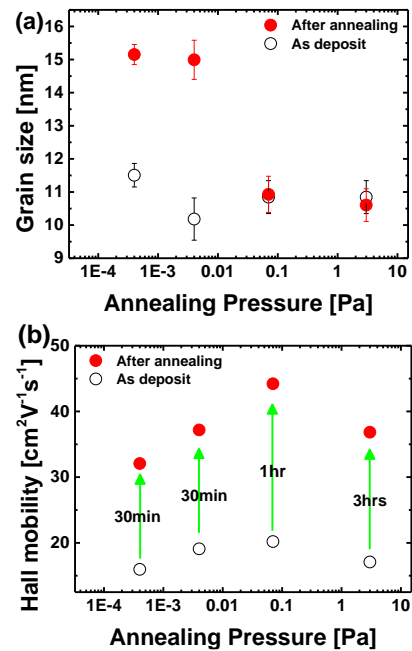 (a)
After annealing
As deposit
Grain size [nm]
16
15
14
13
12
11
10
9
1E-4 1E-3 0.01 0.1 1 10
Annealing Pressure [Pa]
(b)
After annealing
As deposit
Hall mobility [cm²V⁻¹s⁻¹]
50
40
30
20
30min
30min
1hr
3hrs
1E-4 1E-3 0.01 0.1 1 10
Annealing Pressure [Pa]